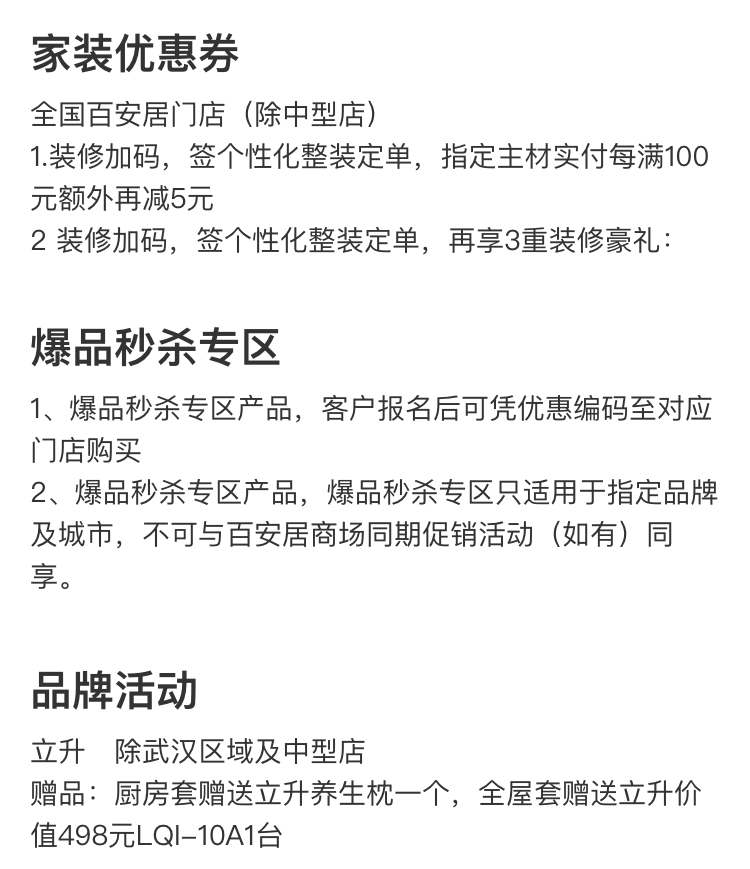 家装优惠券
全国百安居门店（除中型店）
1.装修加码，签个性化整装定单，指定主材实付每满100
元额外再减5元
2 装修加码，签个性化整装定单，再享3重装修豪礼：
爆品秒杀专区
1、爆品秒杀专区产品，客户报名后可凭优惠编码至对应
门店购买
2、爆品秒杀专区产品，爆品秒杀专区只适用于指定品牌
及城市，不可与百安居商场同期促销活动（如有）同
享。
品牌活动
立升　除武汉区域及中型店
赠品：厨房套赠送立升养生枕一个，全屋套赠送立升价
值498元LQI–10A1台